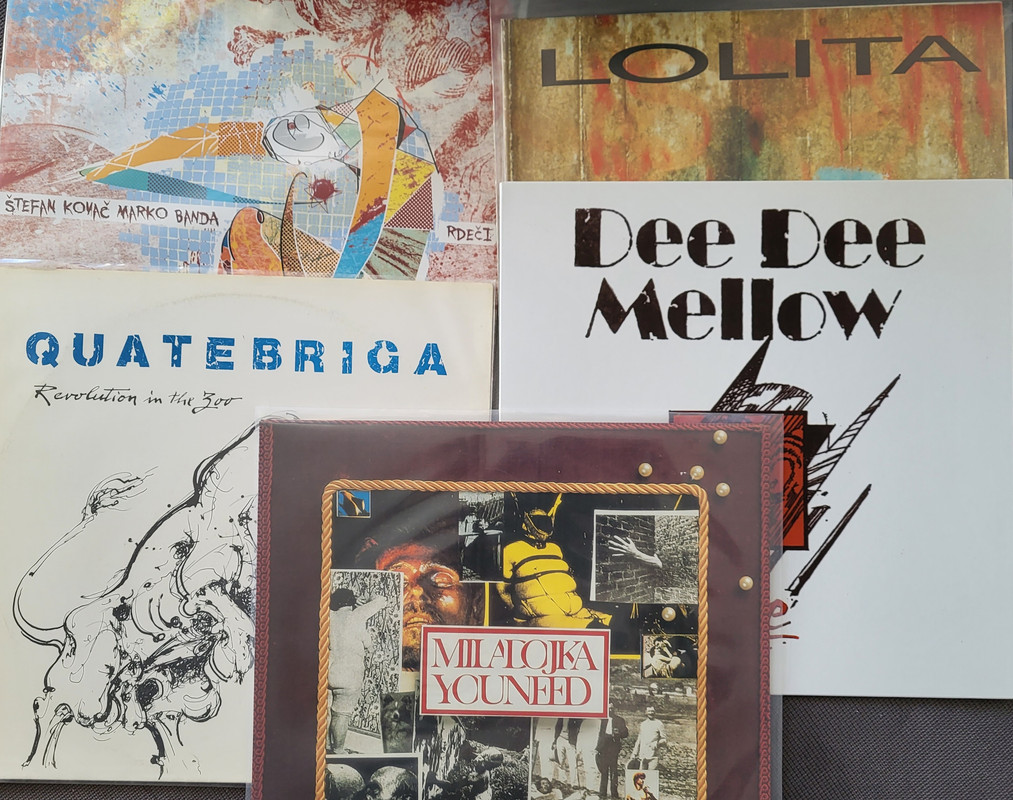 ŠTEFAN KOVAČ MARKO BANDA
RDEČI
LOLITA
Dee Dee
Mellow
QUATEBRIGA
Revolution in the Zoo
MILADOJKA
YOUNEED